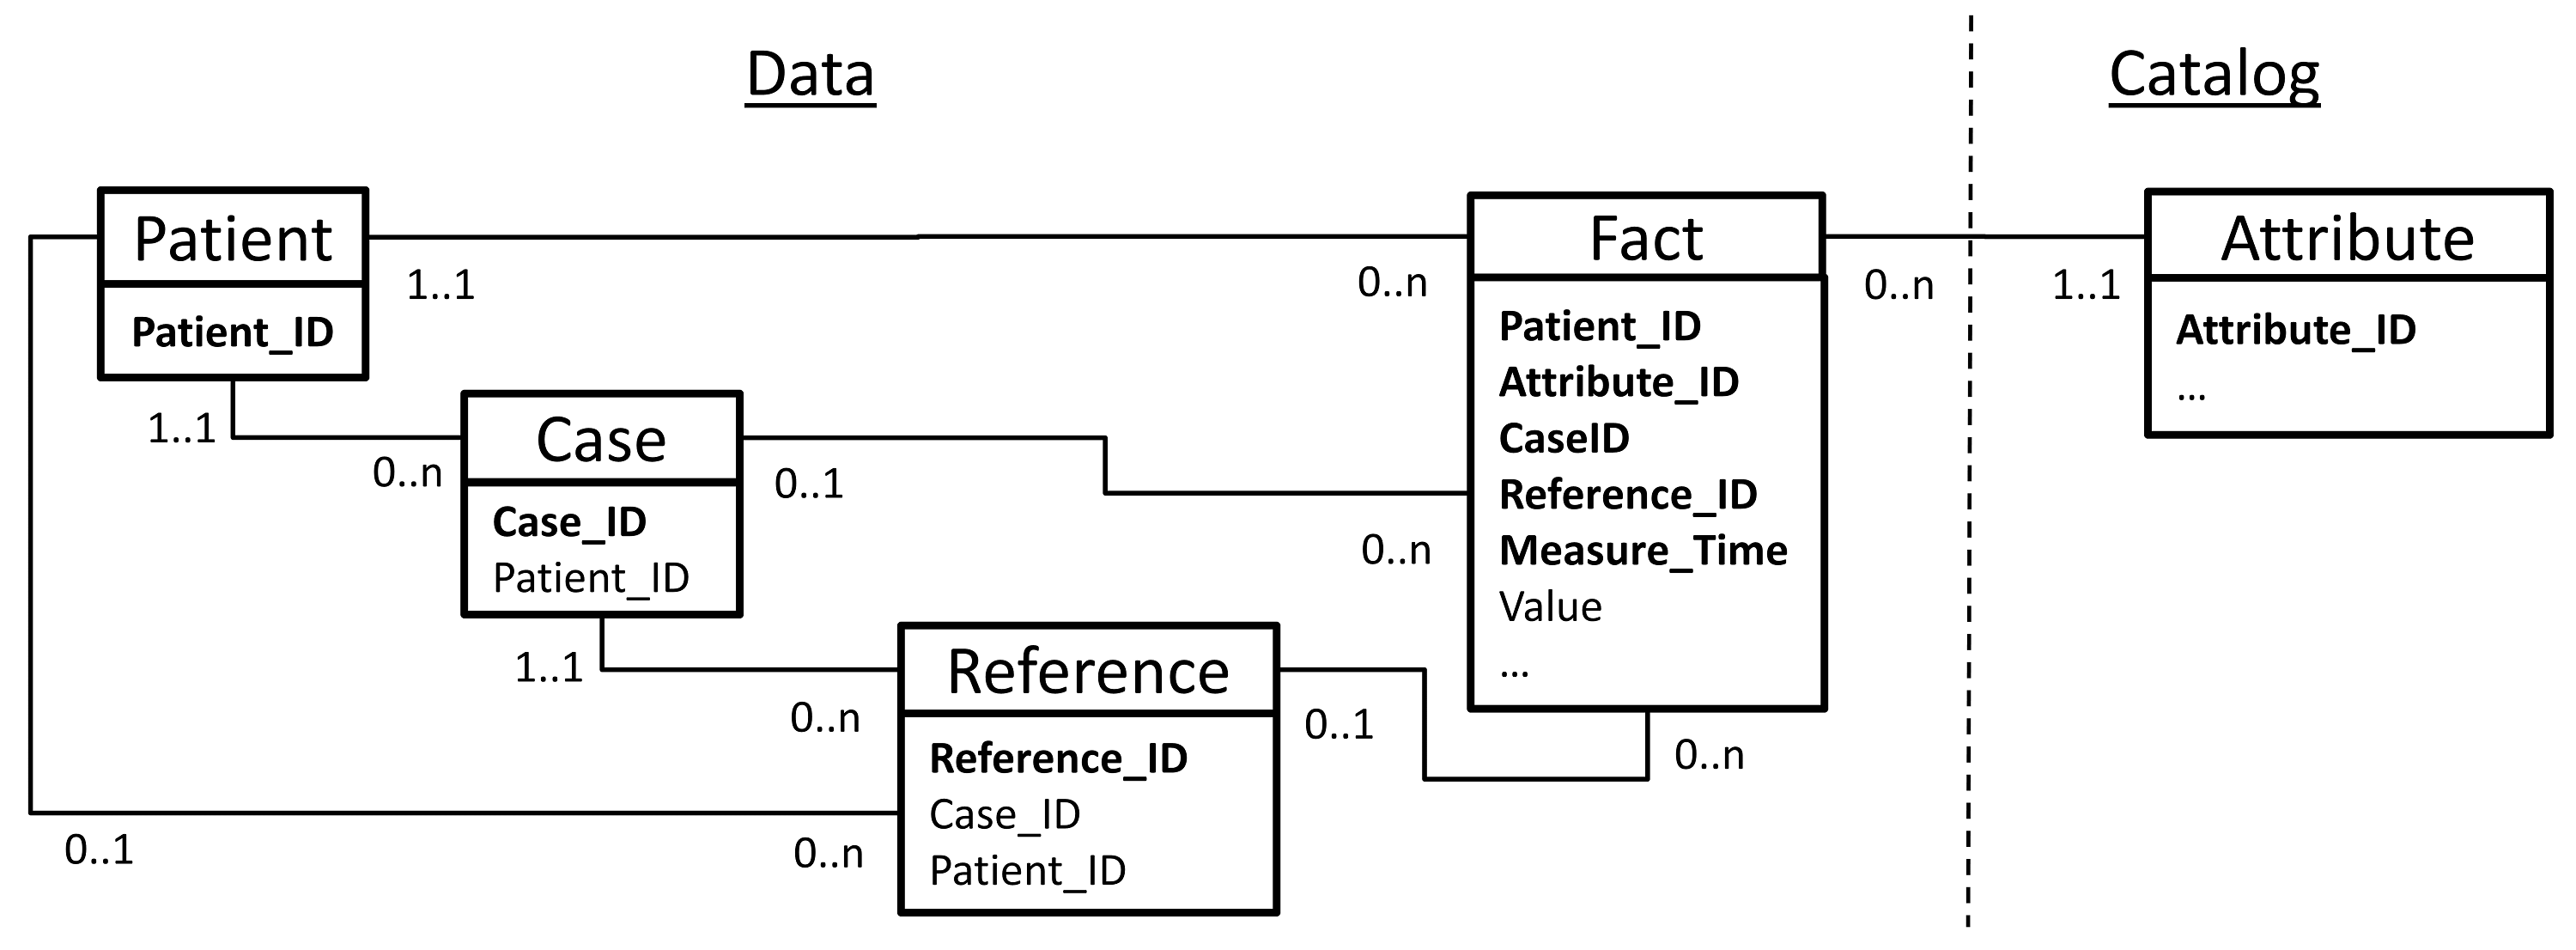 Data
Catalog
Patient
Patient_ID
1..1
0..n
1..1
0..n
Case
Case_ID
Patient_ID
0..1
0..n
1..1
0..n
Reference
Reference_ID
Case_ID
Patient_ID
0..1
0..n
0..1
0..n
Fact
Patient_ID
Attribute_ID
CaseID
Reference_ID
Measure_Time
Value
...
0..n
1..1
Attribute
Attribute_ID
...